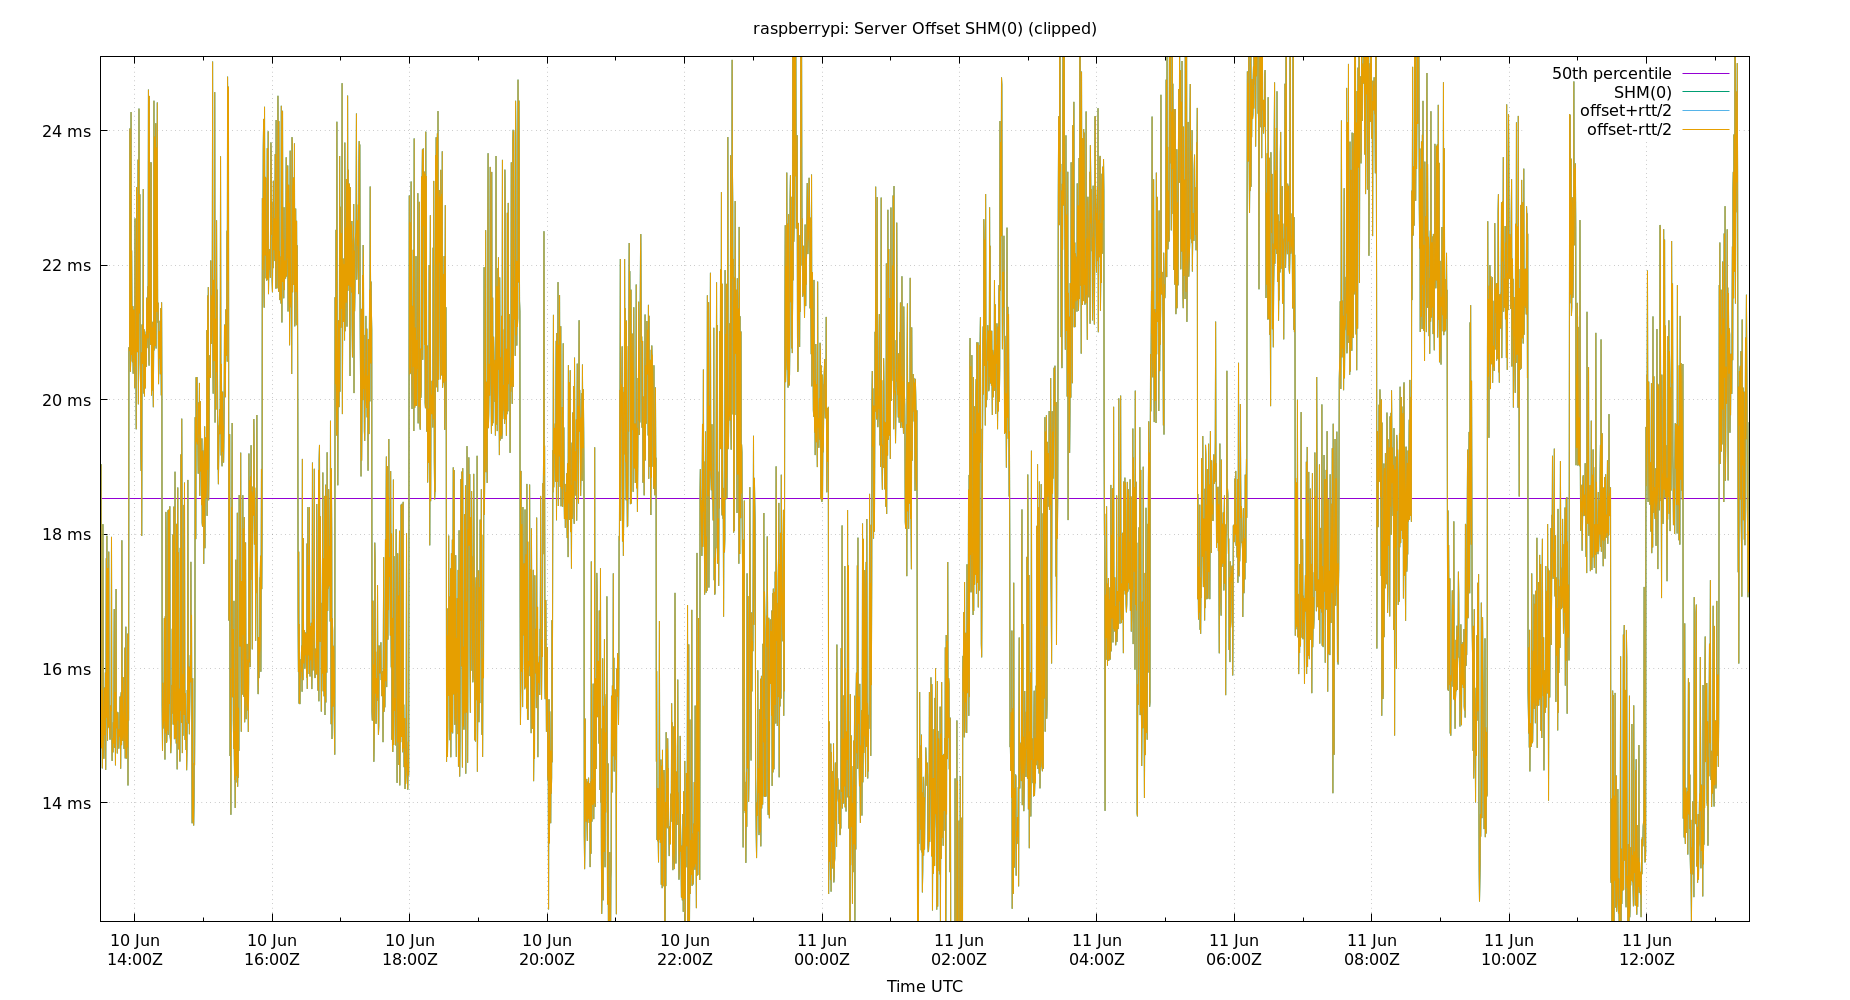 raspberrypi: Server Offset SHM(0) (clipped)
50th percentile
SHM(0)
offset+rtt/2
offset-rtt/2
24 ms
22 ms
20 ms
18 ms
16 ms
14 ms
10 Jun 10 Jun 10 Jun 10 Jun 10 Jun 11 Jun 11 Jun 11 Jun 11 Jun 11 Jun 11 Jun 11 Jun
14:00Z 16:00Z 18:00Z 20:00Z 22:00Z 00:00Z 02:00Z 04:00Z 06:00Z 08:00Z 10:00Z 12:00Z
Time UTC